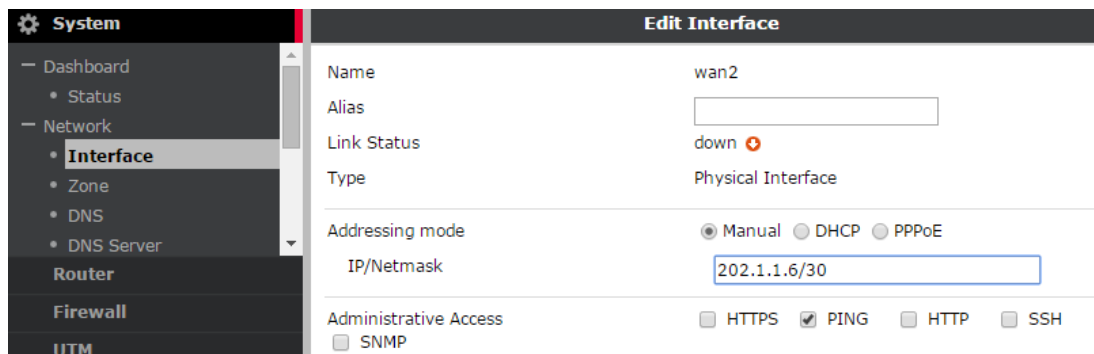 System
Dashboard
Status
Network
Interface
Zone
DNS
DNS Server
Router
Firewall
UTM
Edit Interface
Name wan2
Alias
Link Status down
Type Physical Interface
Addressing mode Manual DHCP PPPoE
IP/Netmask 202.1.1.6/30
Administrative Access HTTPS PING HTTP SSH
SNMP